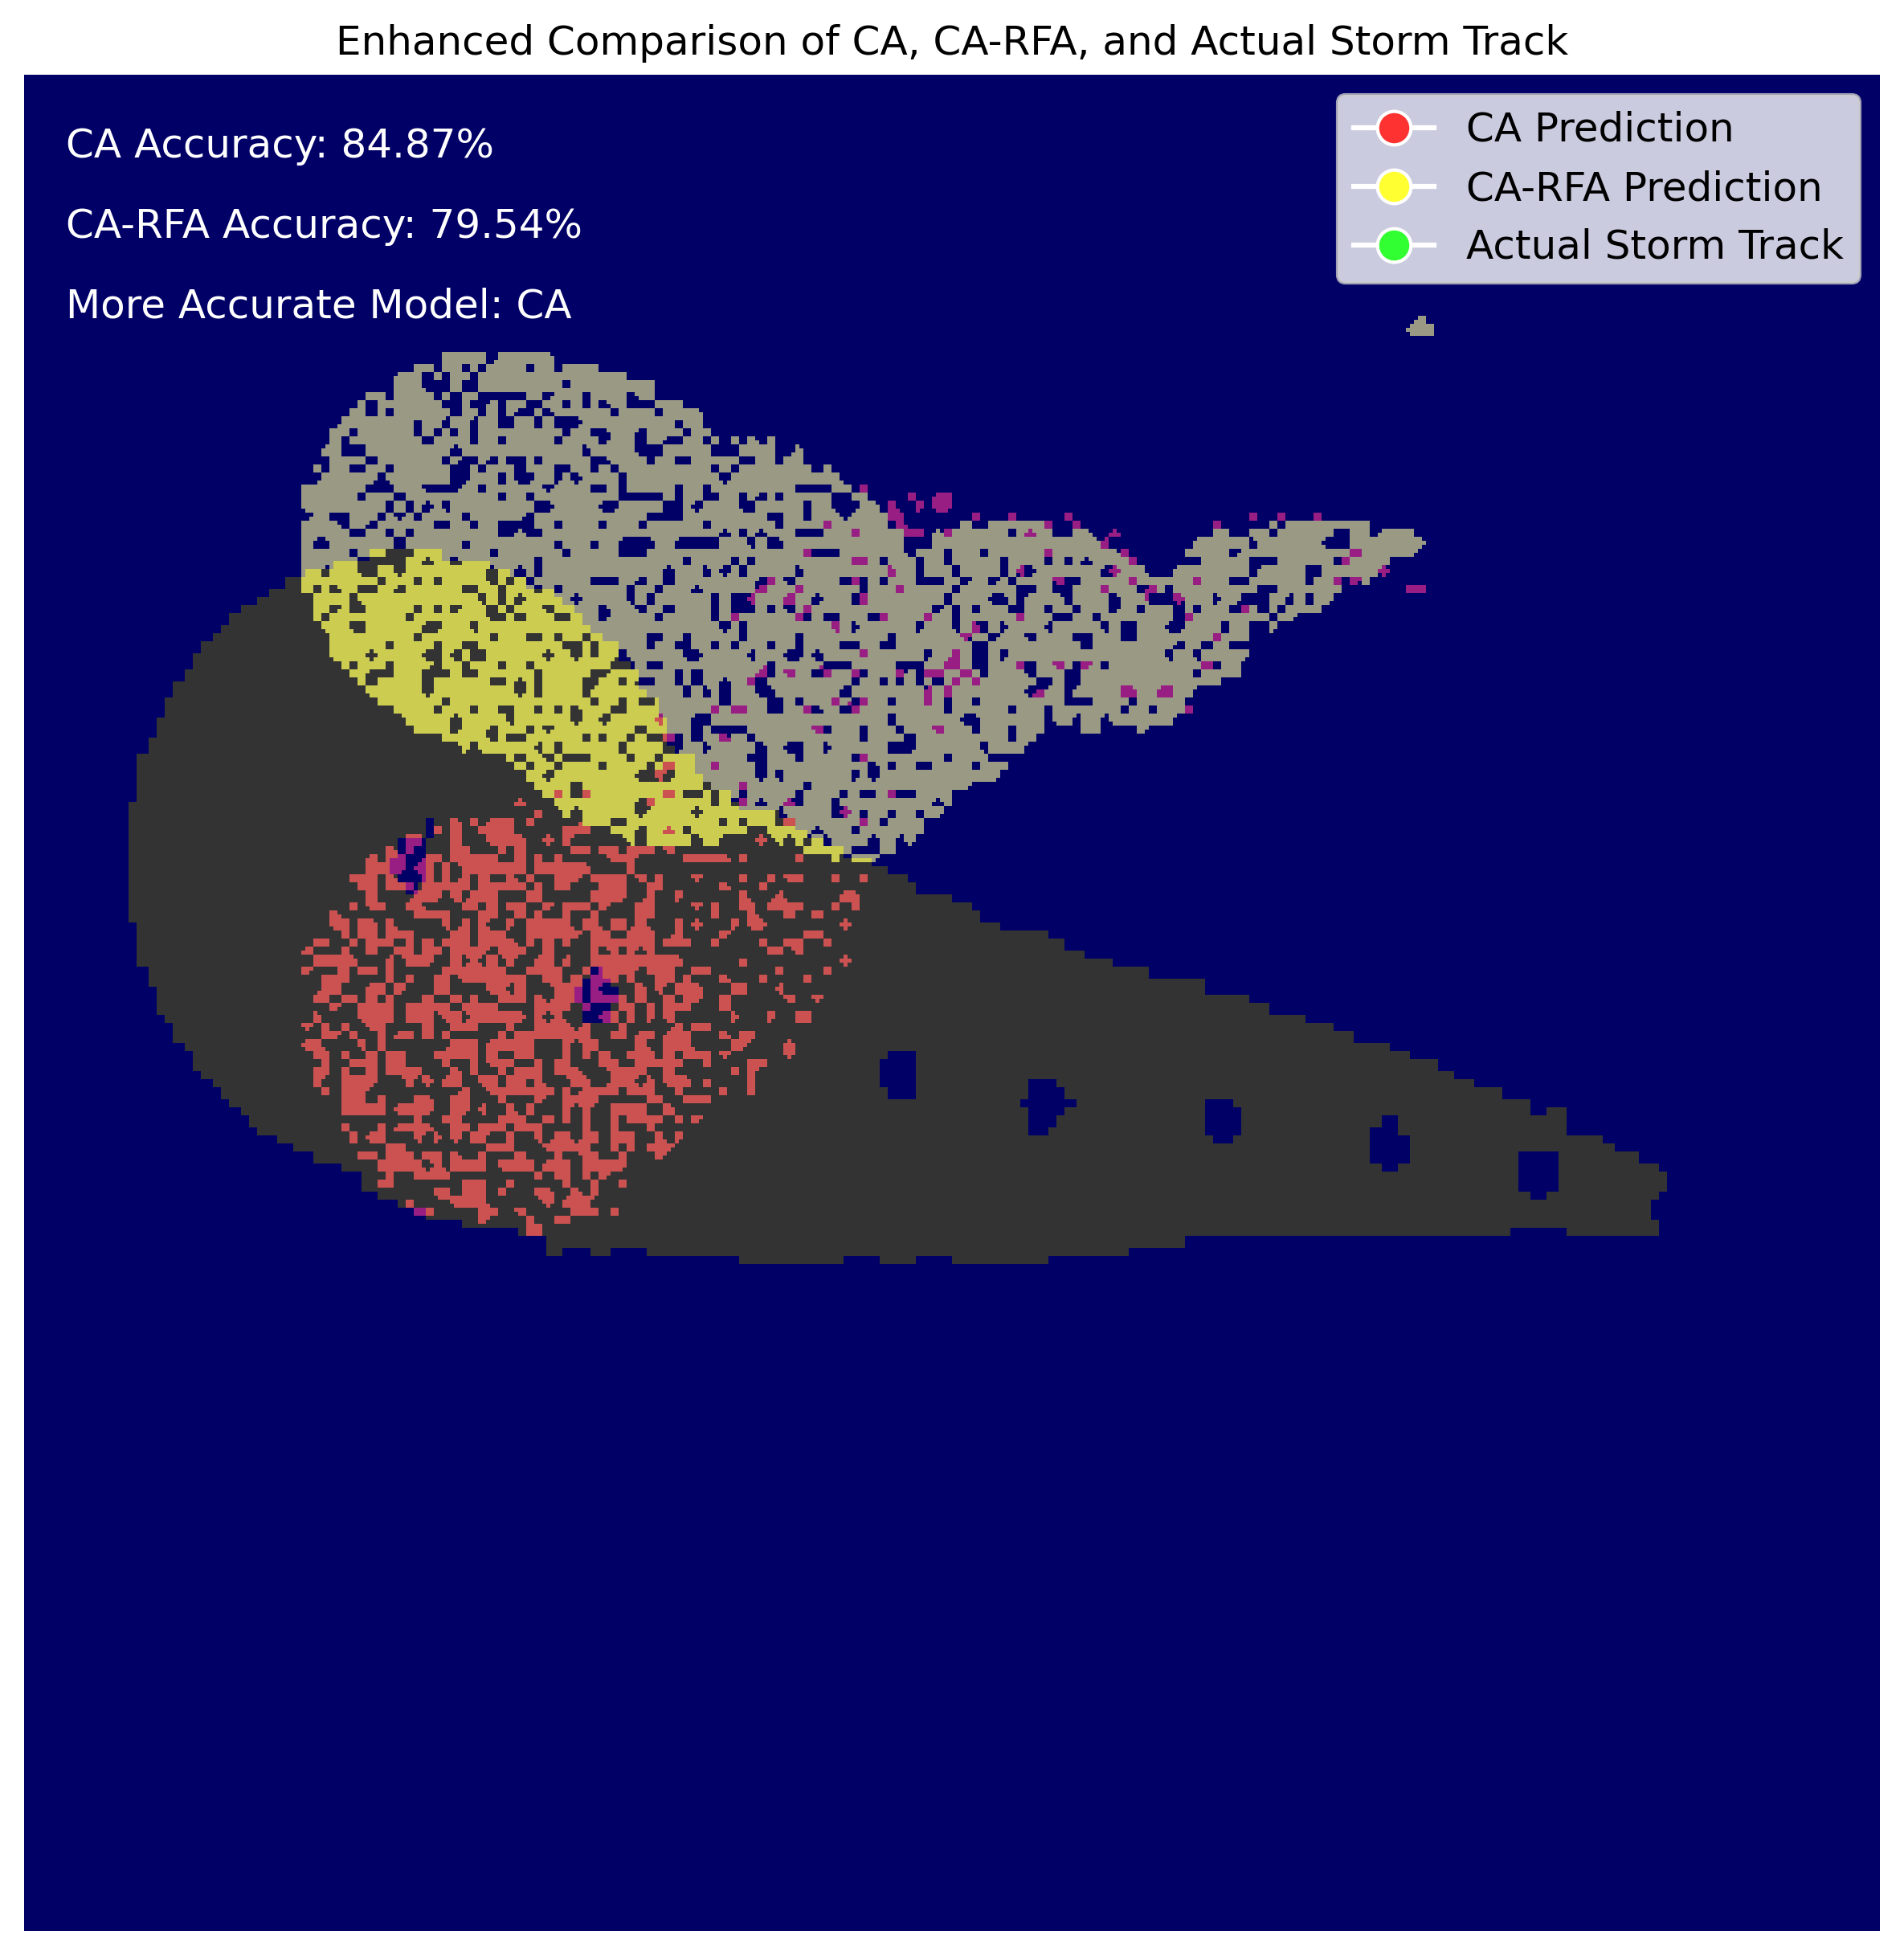 Enhanced Comparison of CA, CA-RFA, and Actual Storm Track
CA Accuracy: 84.87%
CA-RFA Accuracy: 79.54%
More Accurate Model: CA
CA Prediction
CA-RFA Prediction
Actual Storm Track